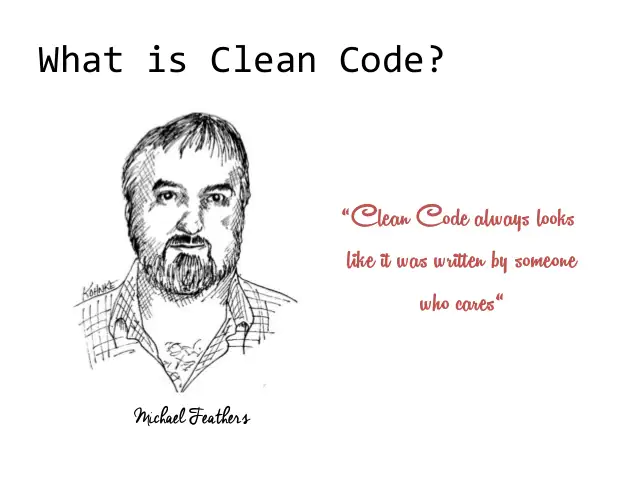 What is Clean Code?
“Clean Code always looks
like it was written by someone
who cares“
KOHNKE
Michael Feathers